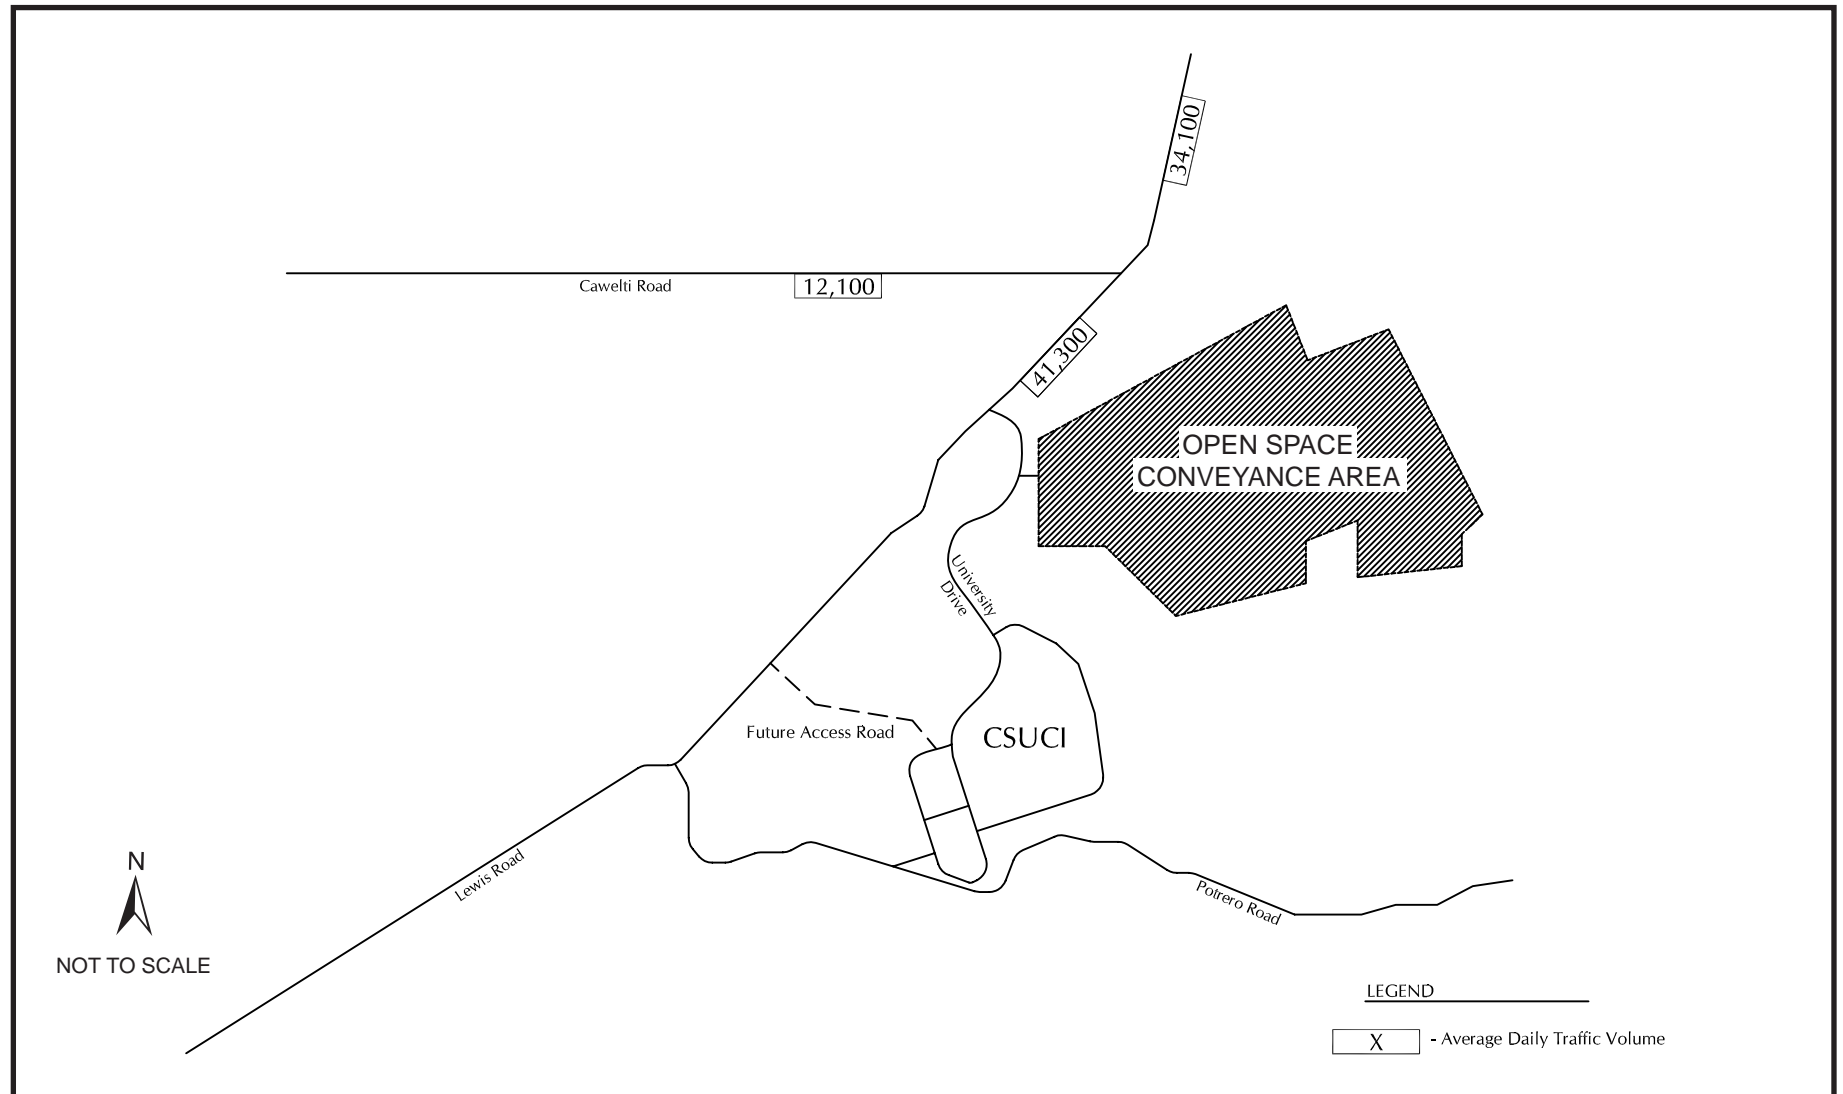 34,100
Cawelti Road
12,100
41,300
OPEN SPACE
CONVEYANCE AREA
University
Drive
Future Access Road
CSUCI
Lewis Road
Potrero Road
N
NOT TO SCALE
LEGEND
X - Average Daily Traffic Volume